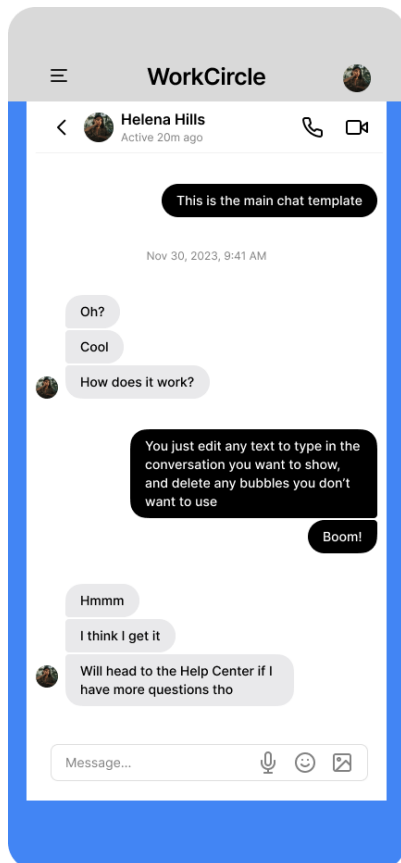 WorkCircle
Helena Hills
Active 20m ago
This is the main chat template
Nov 30, 2023, 9:41 AM
Oh?
Cool
How does it work?
You just edit any text to type in the
conversation you want to show,
and delete any bubbles you don’t
want to use
Boom!
Hmmm
I think I get it
Will head to the Help Center if I
have more questions tho
Message...